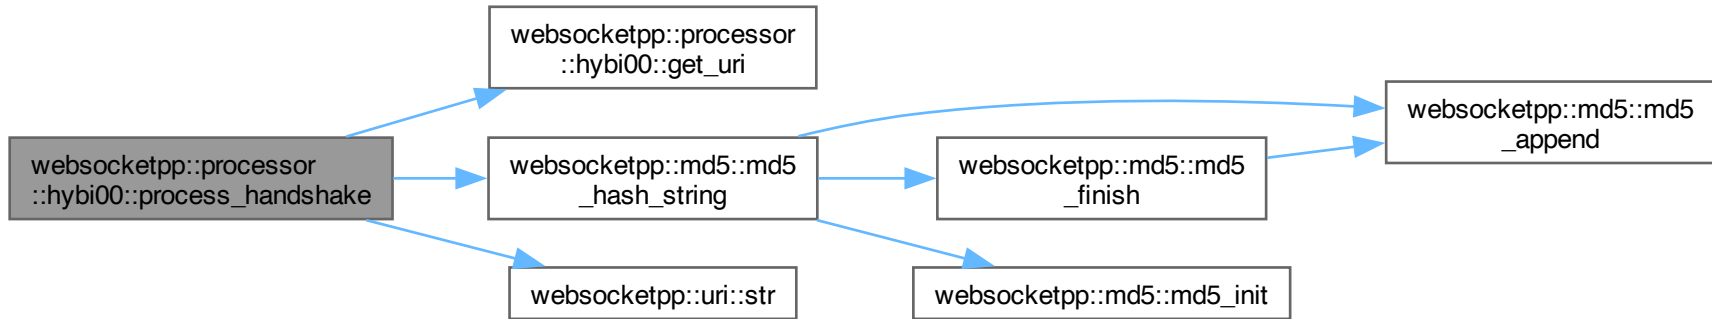 websocketpp::processor
::hybi00::process_handshake
websocketpp::processor
::hybi00::get_uri
websocketpp::md5::md5
_hash_string
websocketpp::uri::str
websocketpp::md5::md5
_finish
websocketpp::md5::md5_init
websocketpp::md5::md5
_append